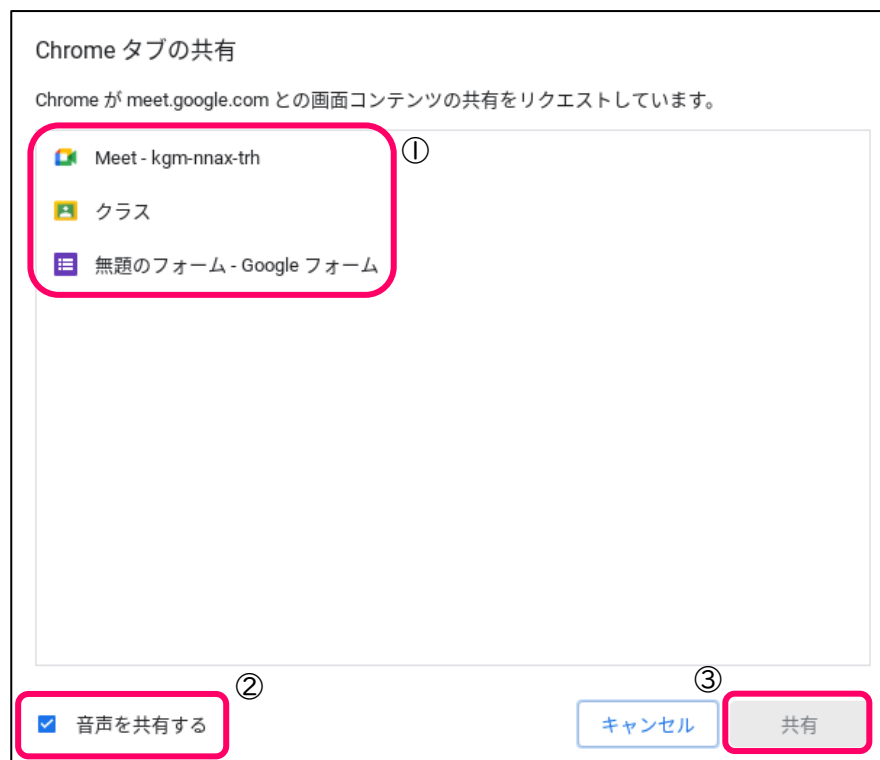 Chrome タブの共有
Chrome が meet.google.com との画面コンテンツの共有をリクエストしています。
①
Meet - kgm-nnax-trh
クラス
無題のフォーム - Google フォーム
②
音声を共有する
キャンセル
③
共有